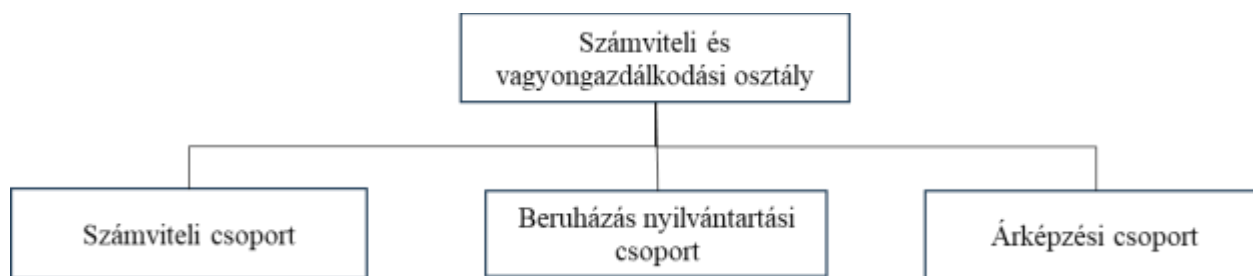 Számviteli és
vagyongazdálkodási osztály
Számviteli csoport
Beruházás nyilvántartási
csoport
Árképzési csoport